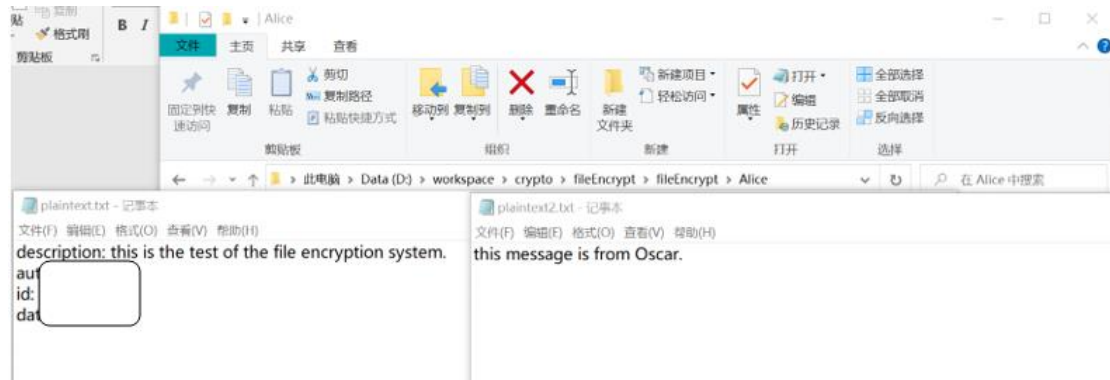 贴
复制
格式刷
剪贴板
B I
Alice
文件 主页 共享 查看
固定到快速访问
复制
粘贴
剪切
复制路径
粘贴快捷方式
剪贴板
移动到 复制到 删除 重命名
组织
新建文件夹
新建项目
轻松访问
新建
属性
打开
编辑
历史记录
打开
全部选择
全部取消
反向选择
选择
此电脑 > Data (D:) > workspace > crypto > fileEncrypt > fileEncrypt > Alice
在 Alice 中搜索
plaintext.txt - 记事本
文件(F) 编辑(E) 格式(O) 查看(V) 帮助(H)
description: this is the test of the file encryption system.
aut
id:
dat
plaintext2.txt - 记事本
文件(F) 编辑(E) 格式(O) 查看(V) 帮助(H)
this message is from Oscar.